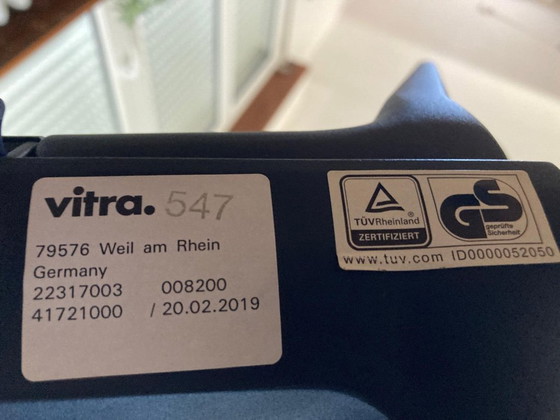 vitra. 547
79576 Weil am Rhein
Germany
22317003 008200
41721000 / 20.02.2019
TÜVRheinland
ZERTIFIZIERT
GS
geprüfte
Sicherheit
www.tuv.com ID0000052050